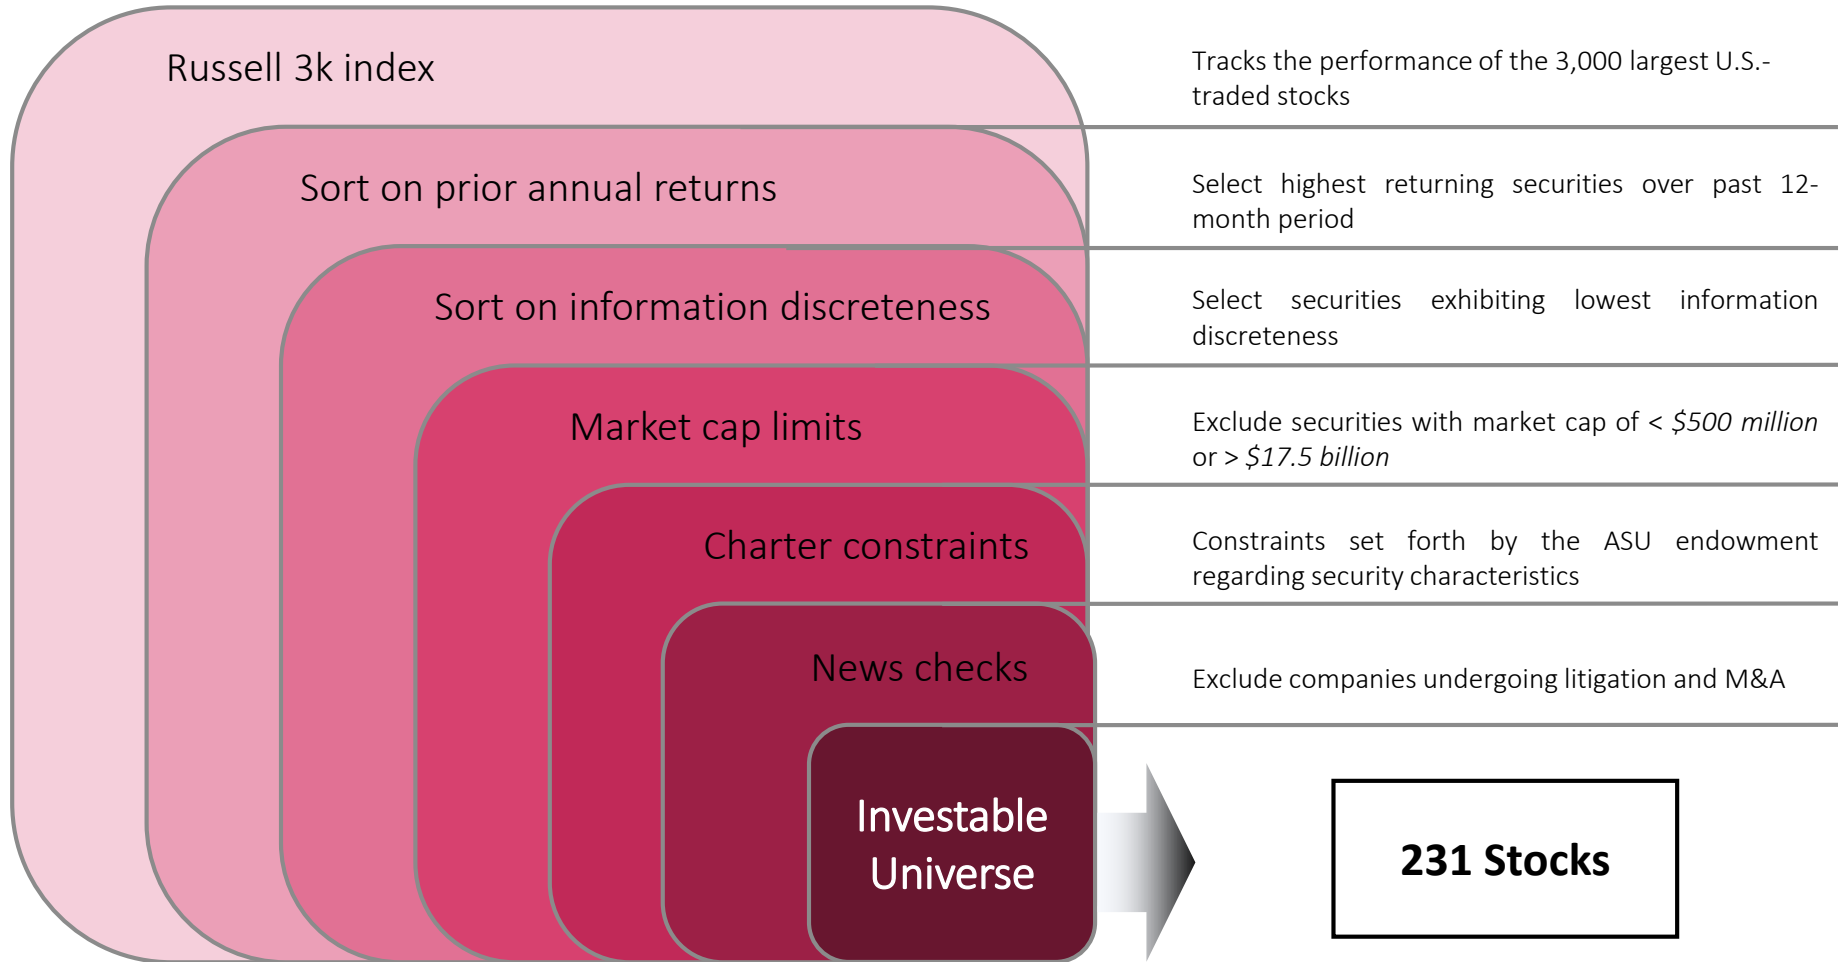 Russell 3k index
Tracks the performance of the 3,000 largest U.S.-
traded stocks
Sort on prior annual returns
Select highest returning securities over past 12-
month period
Sort on information discreteness
Select securities exhibiting lowest information
discreteness
Market cap limits
Exclude securities with market cap of < $500 million
or > $17.5 billion
Charter constraints
Constraints set forth by the ASU endowment
regarding security characteristics
News checks
Exclude companies undergoing litigation and M&A
Investable
Universe
231 Stocks